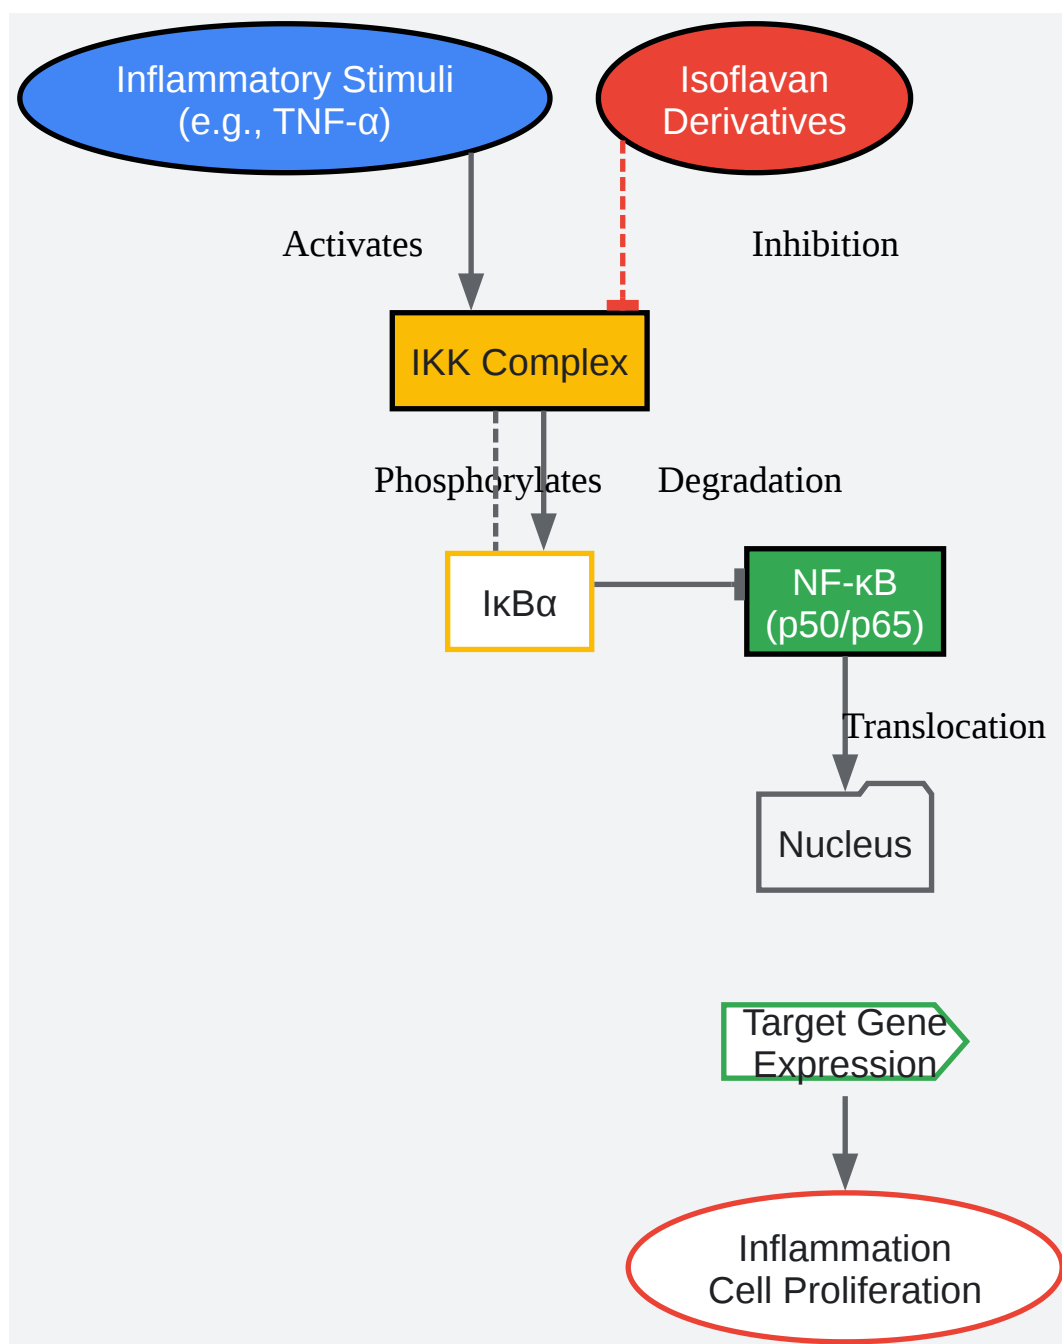 Inflammatory Stimuli
(e.g., TNF-α)
Isoflavan
Derivatives
Activates
Inhibition
IKK Complex
Phosphorylates
Degradation
IκBα
NF-κB
(p50/p65)
Translocation
Nucleus
Target Gene
Expression
Inflammation
Cell Proliferation